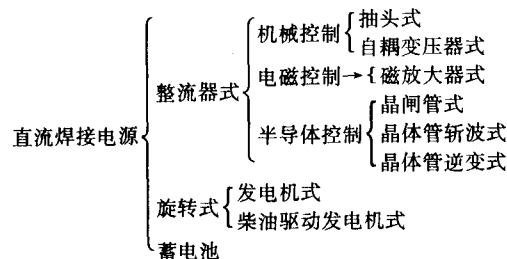 直流焊接电源
整流器式
机械控制
抽头式
自耦变压器式
电磁控制→{磁放大器式
半导体控制
晶闸管式
晶体管斩波式
晶体管逆变式
旋转式
发电机式
柴油驱动发电机式
蓄电池